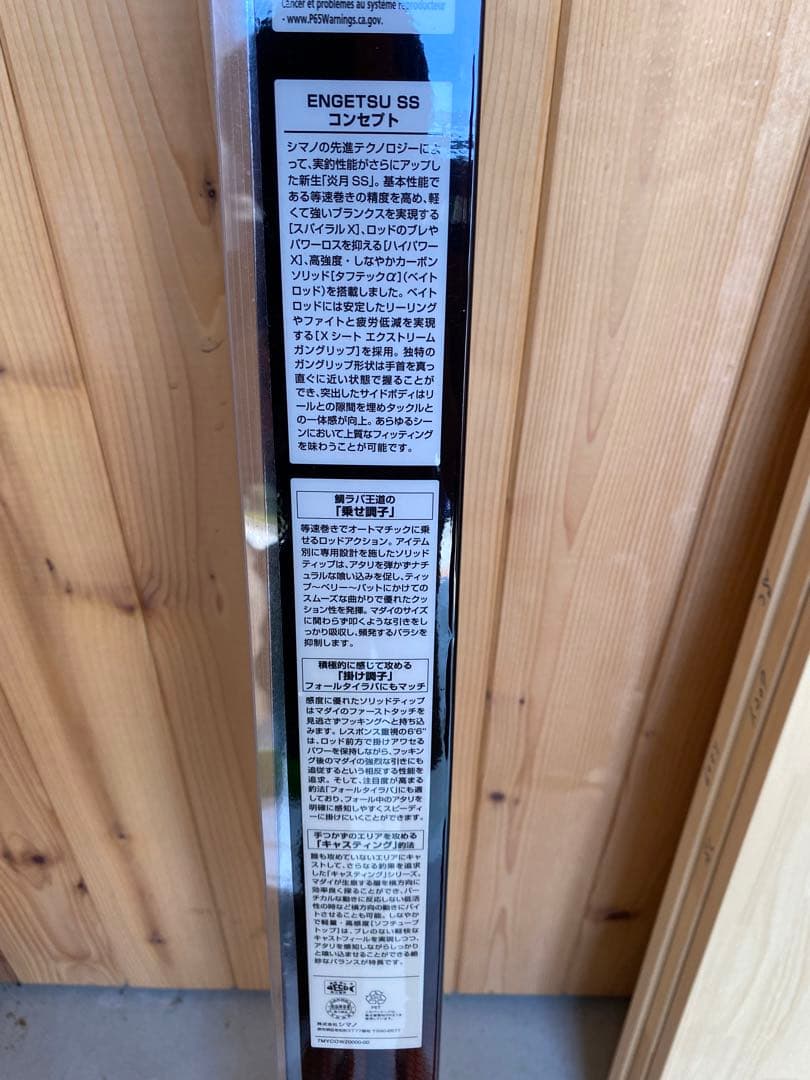 Cancer et problèmes au système reproducteur
- www.P65Warnings.ca.gov.
ENGETSU SS
コンセプト
シマノの先進テクノロジーによ
って、実釣性能がさらにアップし
た新生「炎月 SS」。基本性能で
ある等速巻きの精度を高め、軽
くて強いブランクスを実現する
[スパイラルX]、ロッドのブレや
パワーロスを抑える[ハイパワー
X]、高強度・しなやかカーボン
ソリッド[タフテックα](ベイト
ロッド)を搭載しました。ベイト
ロッドには安定したリーリング
やファイトと疲労低減を実現
する[Xシート エクストリーム
ガングリップ]を採用。独特の
ガングリップ形状は手首を真っ
直ぐに近い状態で握ることが
でき、突出したサイドボディはリ
ールとの隙間を埋めタックルと
の一体感が向上。あらゆるシー
ンにおいて上質なフィッティング
を味わうことが可能です。
鯛ラバ王道の
「乗せ調子」
等速巻きでオートマチックに乗
せるロッドアクション。アイテム
別に専用設計を施したソリッド
ティップは、アタリを弾かずナチ
ュラルな喰い込みを促し、ティッ
プ〜ベリー〜バットにかけての
スムーズな曲がりで優れたクッ
ション性を発揮。マダイのサイズ
に関わらず叩くような引きをし
っかり吸収し、頻発するバラシを
抑制します。
積極的に感じて攻める
「掛け調子」
フォールタイラバにもマッチ
感度に優れたソリッドティップ
はマダイのファーストタッチを
見逃さずフッキングへと持ち込
みます。レスポンス重視の6'6"
は、ロッド前方で掛けアワセる
パワーを保持しながら、フッキン
グ後のマダイの強烈な引きにも
追従するという相反する性能を
追求。そして、注目度が高まる
釣法「フォールタイラバ」にも適
しており、フォール中のアタリを
明確に感知しやすくスピーディ
ーに掛けにいくことができます。
手つかずのエリアを攻める
「キャスティング」釣法
誰も攻めていないエリアにキャ
ストして、さらなる釣果を追求
した「キャスティング」シリーズ。
マダイが生息する層を横方向に
効率良く探ることができ、バー
チカルな動きに反応しない低活
性の時など横方向の動きにバイ
トさせることも可能。しなやか
で軽量・高感度[ソフチューブ
トップ]は、ブレのない軽快な
キャストフィールを実現しつつ、
アタリを感知しながらしっかり
と喰い込ませることができる絶
妙なバランスが特長です。
PET
株式会社 シマノ
7MYCGWZ0000-00